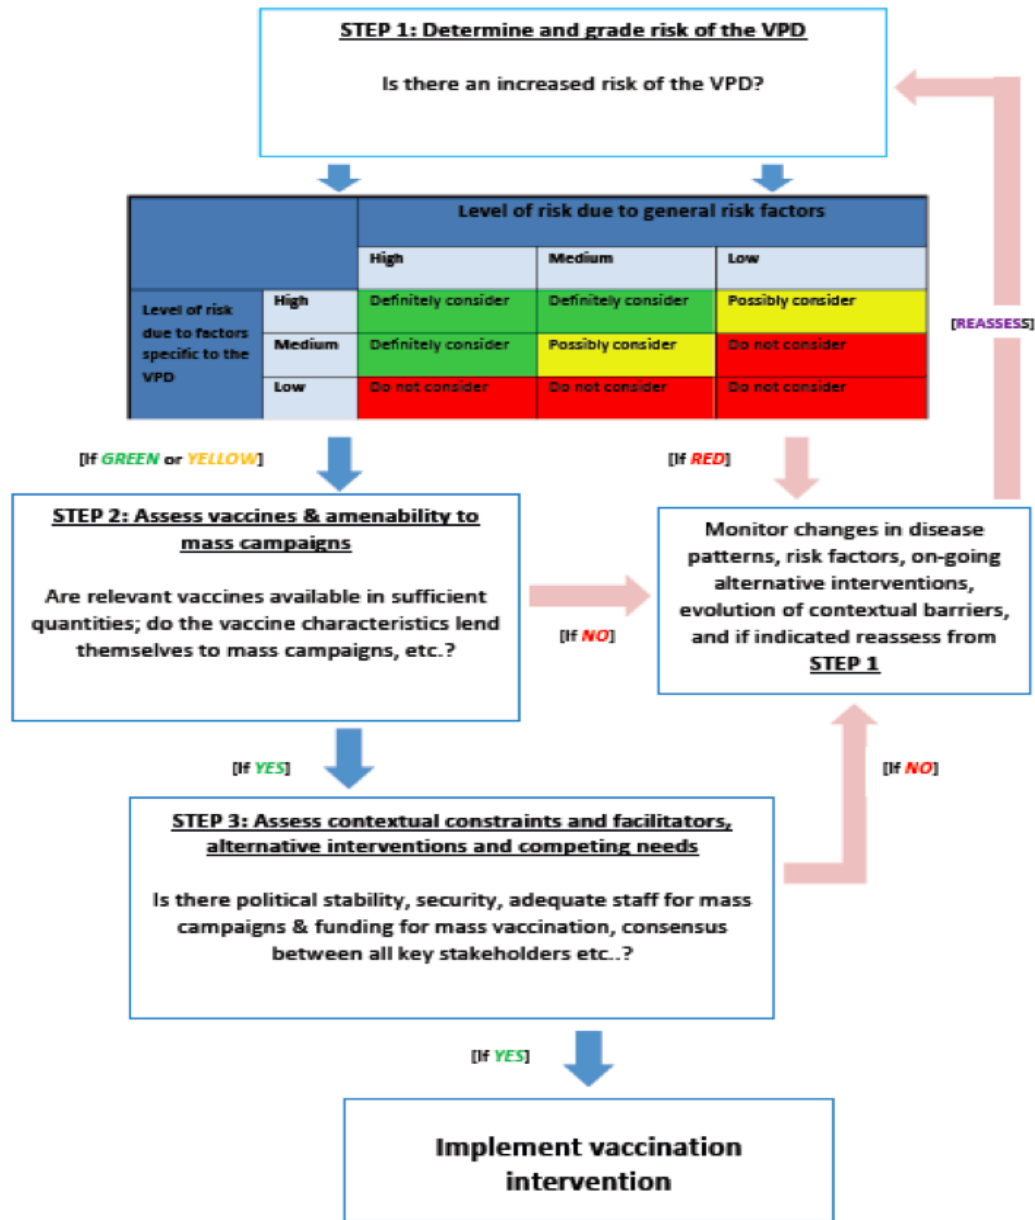 STEP 1: Determine and grade risk of the VPD
Is there an increased risk of the VPD?
Level of risk due to general risk factors
High Medium Low
Level of risk
due to factors
specific to the
VPD
High Definitely consider Definitely consider Possibly consider
Medium Definitely consider Possibly consider Do not consider
Low Do not consider Do not consider Do not consider
[REASSESS]
[If GREEN or YELLOW]
[If RED]
STEP 2: Assess vaccines & amenability to
mass campaigns
Are relevant vaccines available in sufficient
quantities; do the vaccine characteristics lend
themselves to mass campaigns, etc.?
[If NO]
Monitor changes in disease
patterns, risk factors, on-going
alternative interventions,
evolution of contextual barriers,
and if indicated reassess from
STEP 1
[If YES]
[If NO]
STEP 3: Assess contextual constraints and facilitators,
alternative interventions and competing needs
Is there political stability, security, adequate staff for mass
campaigns & funding for mass vaccination, consensus
between all key stakeholders etc..?
[If YES]
Implement vaccination
intervention